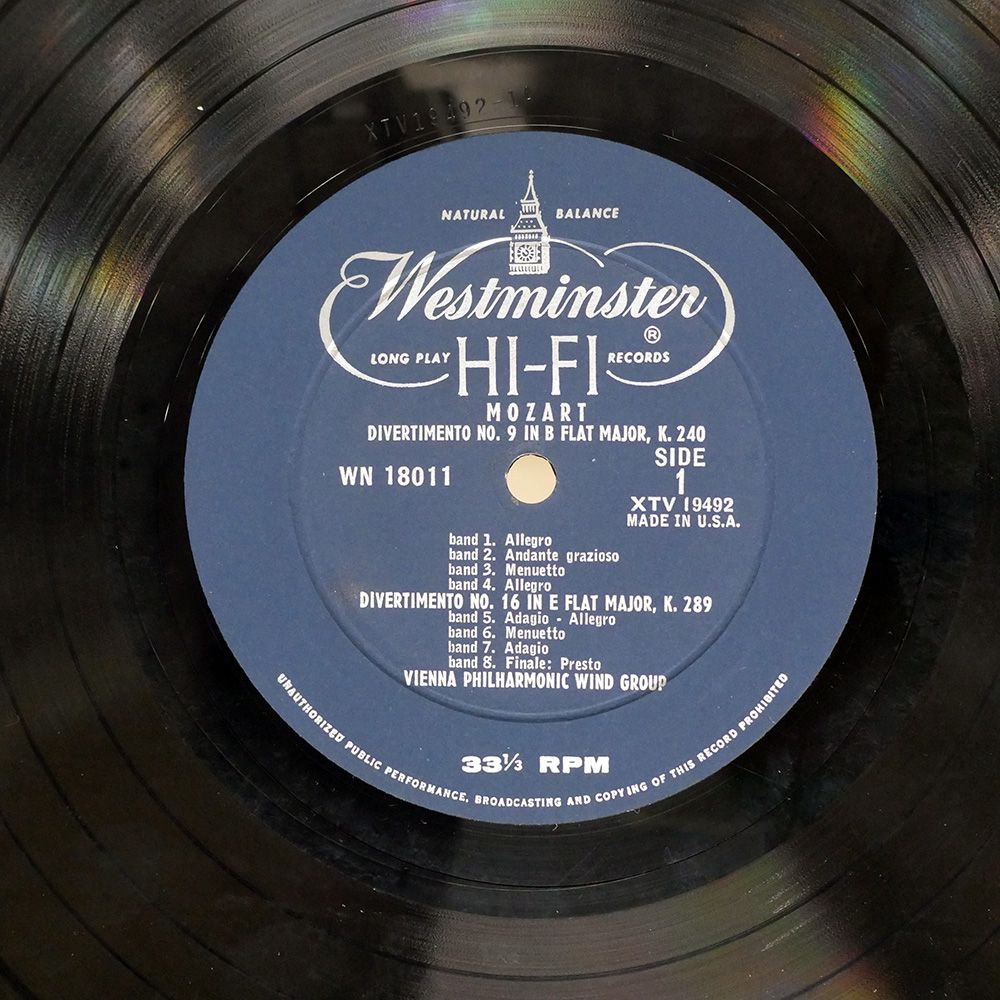 XTV19492-1
NATURAL BALANCE
Westminster
®
LONG PLAY HI-FI RECORDS
MOZART
DIVERTIMENTO NO. 9 IN B FLAT MAJOR, K. 240
WN 18011
SIDE
1
XTV 19492
MADE IN U.S.A.
band 1. Allegro
band 2. Andante grazioso
band 3. Menuetto
band 4. Allegro
DIVERTIMENTO NO. 16 IN E FLAT MAJOR, K. 289
band 5. Adagio - Allegro
band 6. Menuetto
band 7. Adagio
band 8. Finale: Presto
VIENNA PHILHARMONIC WIND GROUP
33⅓ RPM
UNAUTHORIZED PUBLIC PERFORMANCE, BROADCASTING AND COPYING OF THIS RECORD PROHIBITED